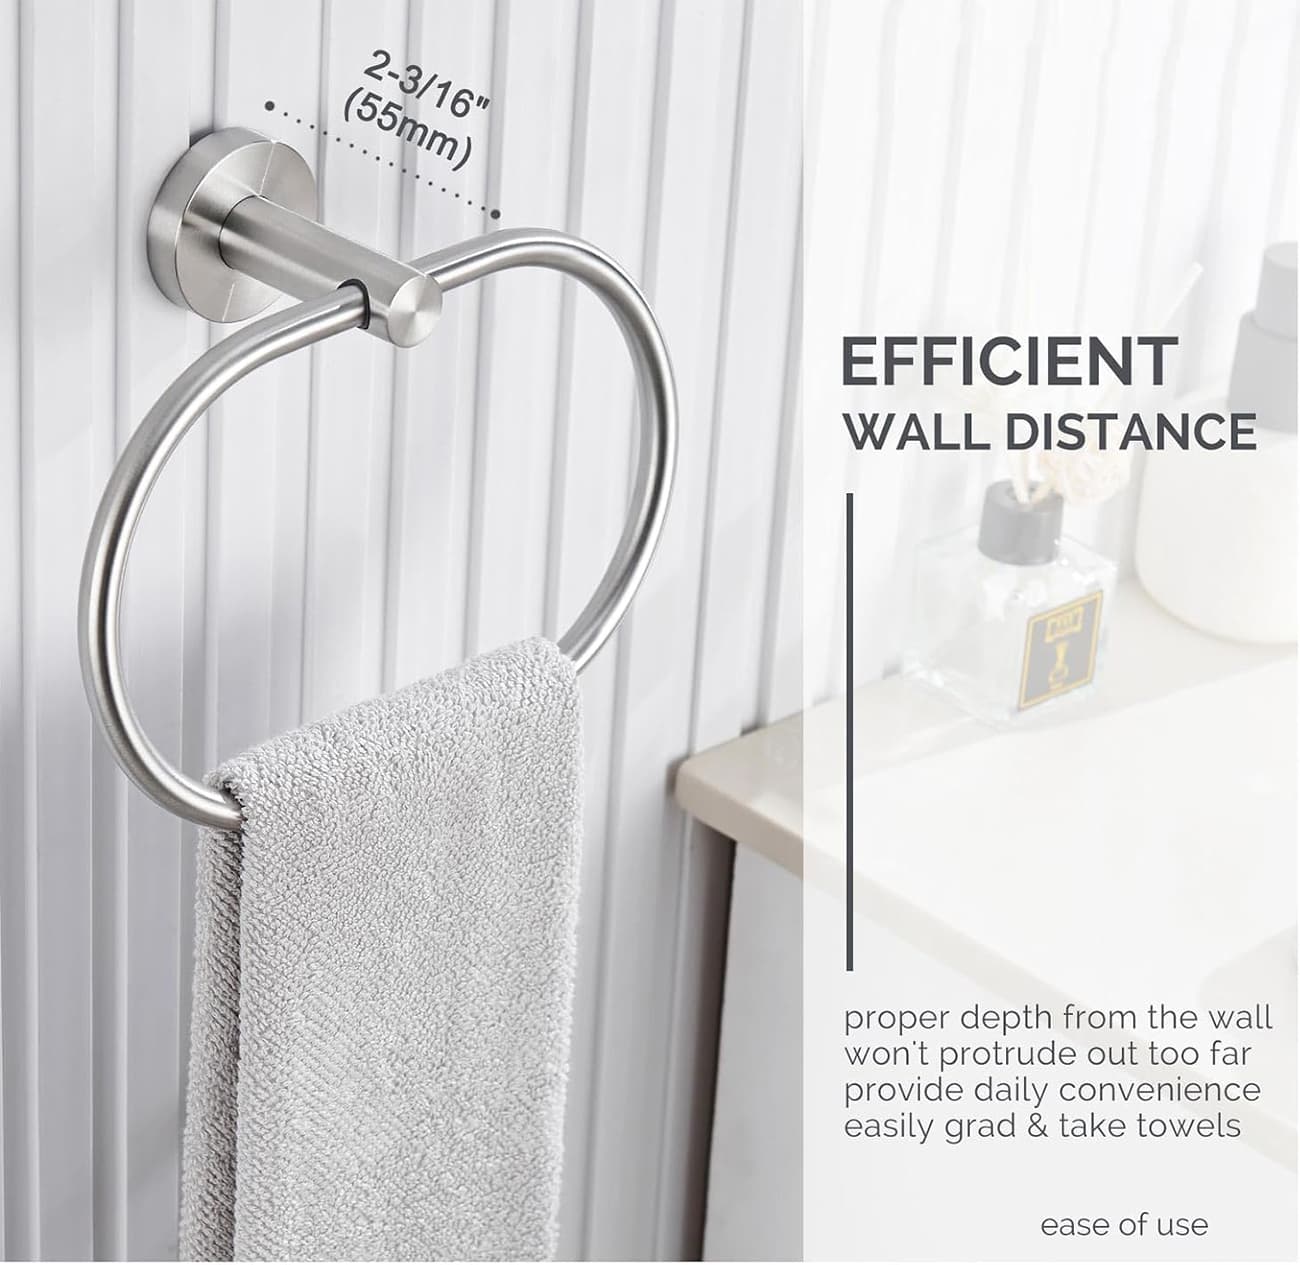 2-3/16"
(55mm)
EFFICIENT
WALL DISTANCE
proper depth from the wall
won't protrude out too far
provide daily convenience
easily grad & take towels
ease of use